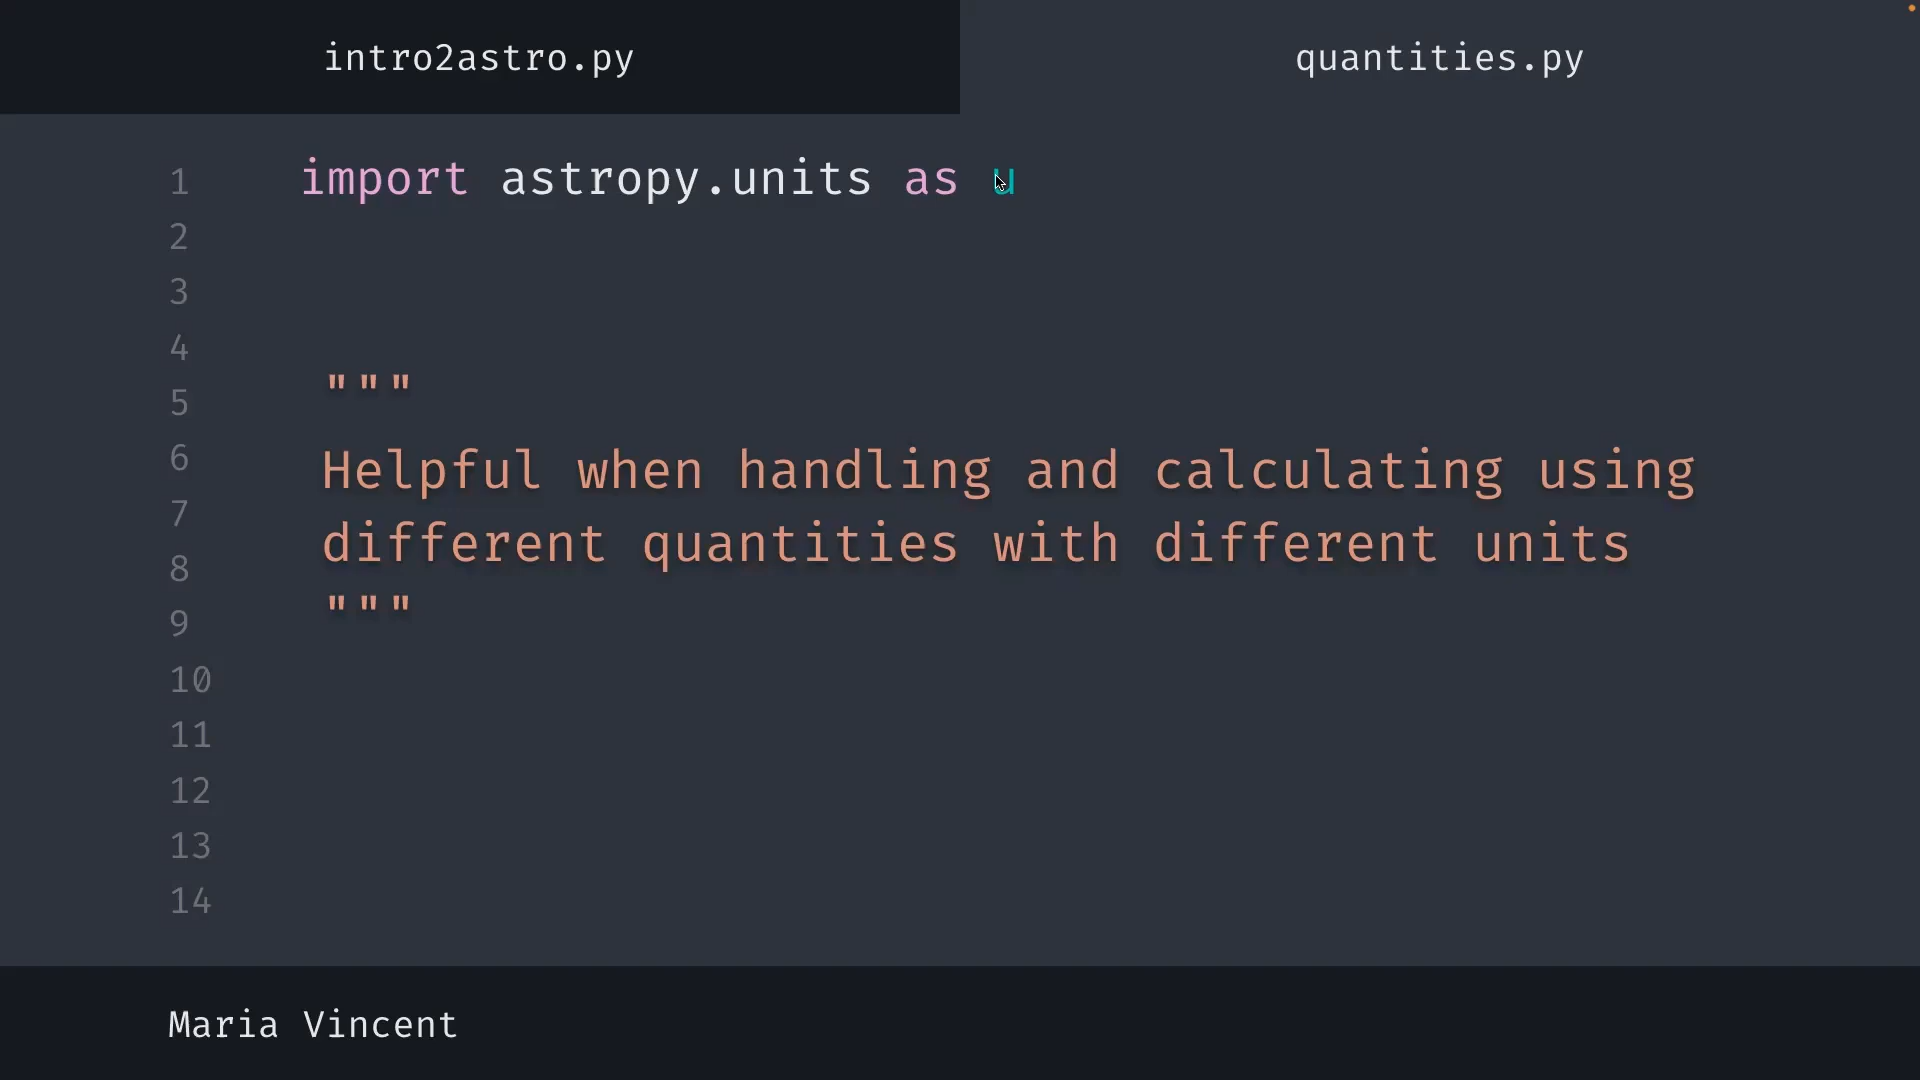 intro2astro.py
quantities.py
1 import astropy.units as u
2
3
4
"""
5
6 Helpful when handling and calculating using
7
different quantities with different units
8
"""
9
10
11
12
13
14
Maria Vincent